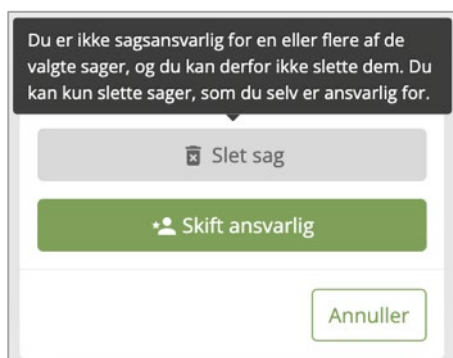 Du er ikke sagsansvarlig for en eller flere af de
valgte sager, og du kan derfor ikke slette dem. Du
kan kun slette sager, som du selv er ansvarlig for.
Slet sag
Skift ansvarlig
Annuller